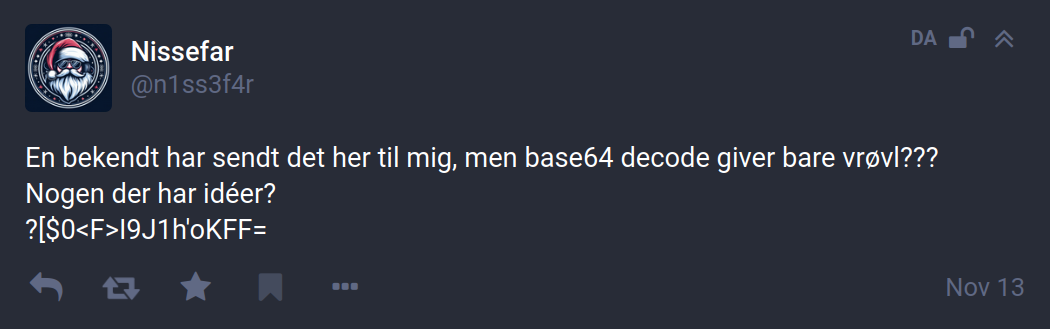 Nissefar
DA
@n1ss3f4r
En bekendt har sendt det her til mig, men base64 decode giver bare vrøvl???
Nogen der har idéer?
?[$0<F>I9J1h'oKFF=
Nov 13